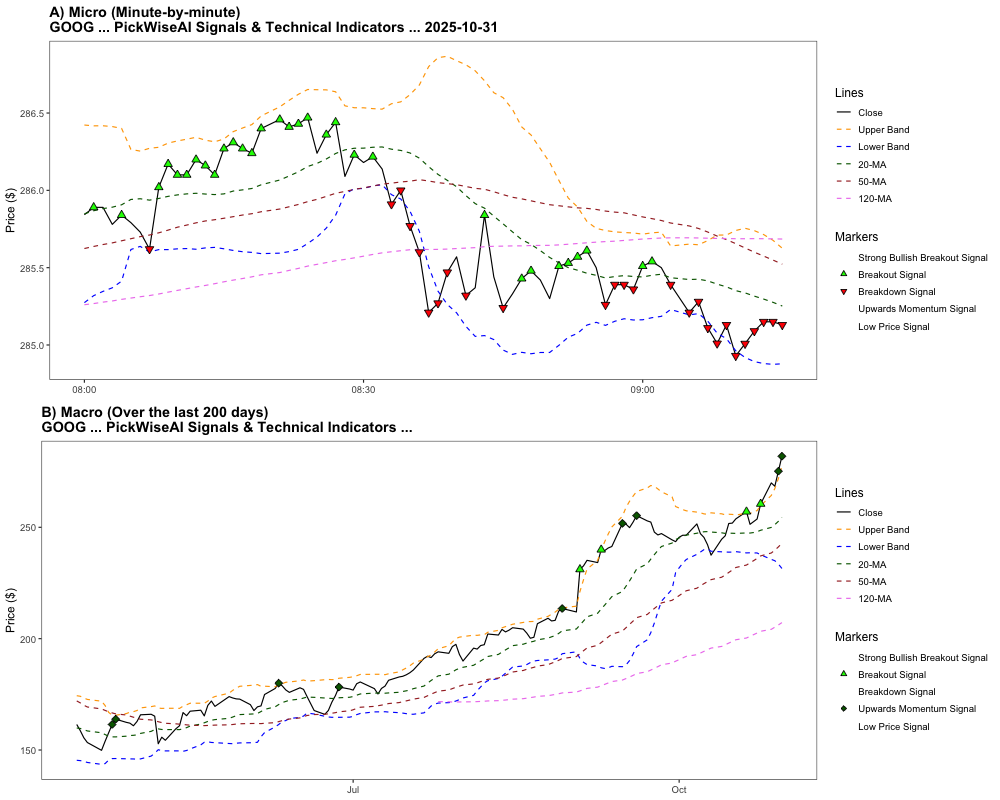 A) Micro (Minute-by-minute)
GOOG ... PickWiseAI Signals & Technical Indicators ... 2025-10-31
Price ($)
286.5
286.0
285.5
285.0
08:00
08:30
09:00
Lines
Close
Upper Band
Lower Band
20-MA
50-MA
120-MA
Markers
Strong Bullish Breakout Signal
Breakout Signal
Breakdown Signal
Upwards Momentum Signal
Low Price Signal
B) Macro (Over the last 200 days)
GOOG ... PickWiseAI Signals & Technical Indicators ...
Price ($)
250
200
150
Jul
Oct
Lines
Close
Upper Band
Lower Band
20-MA
50-MA
120-MA
Markers
Strong Bullish Breakout Signal
Breakout Signal
Breakdown Signal
Upwards Momentum Signal
Low Price Signal